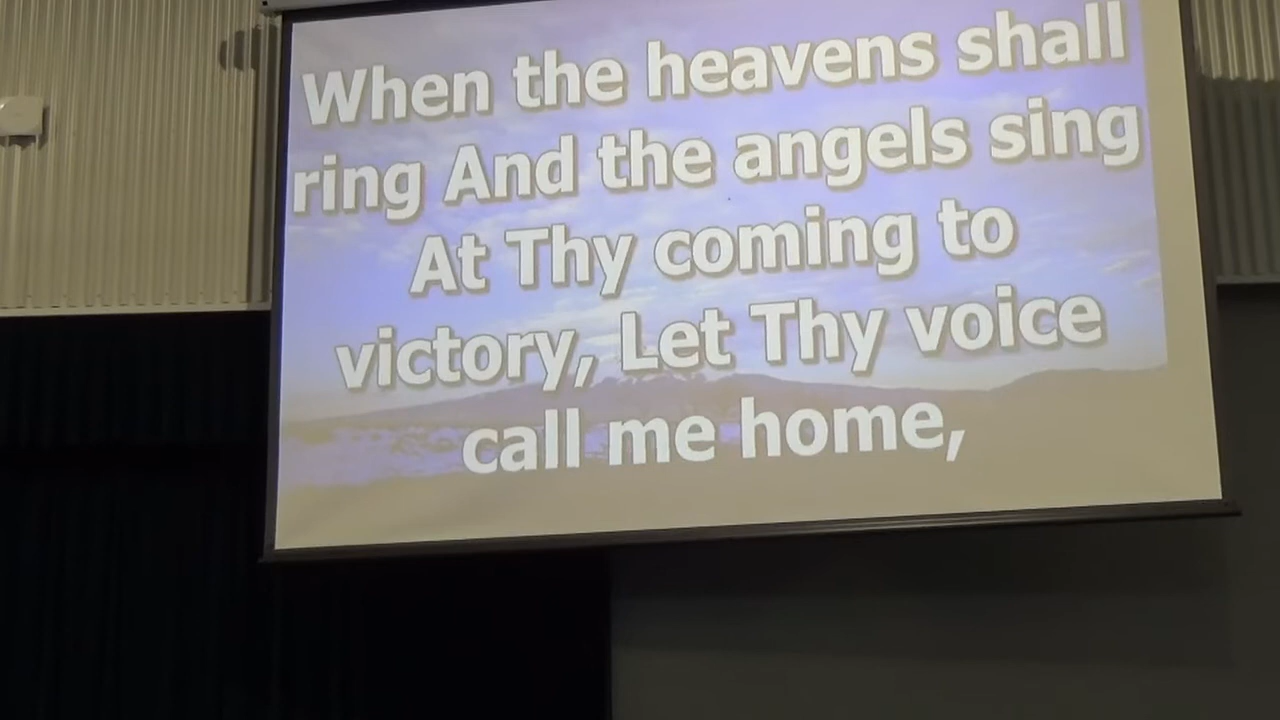 When the heavens shall
ring And the angels sing
At Thy coming to
victory, Let Thy voice
call me home,